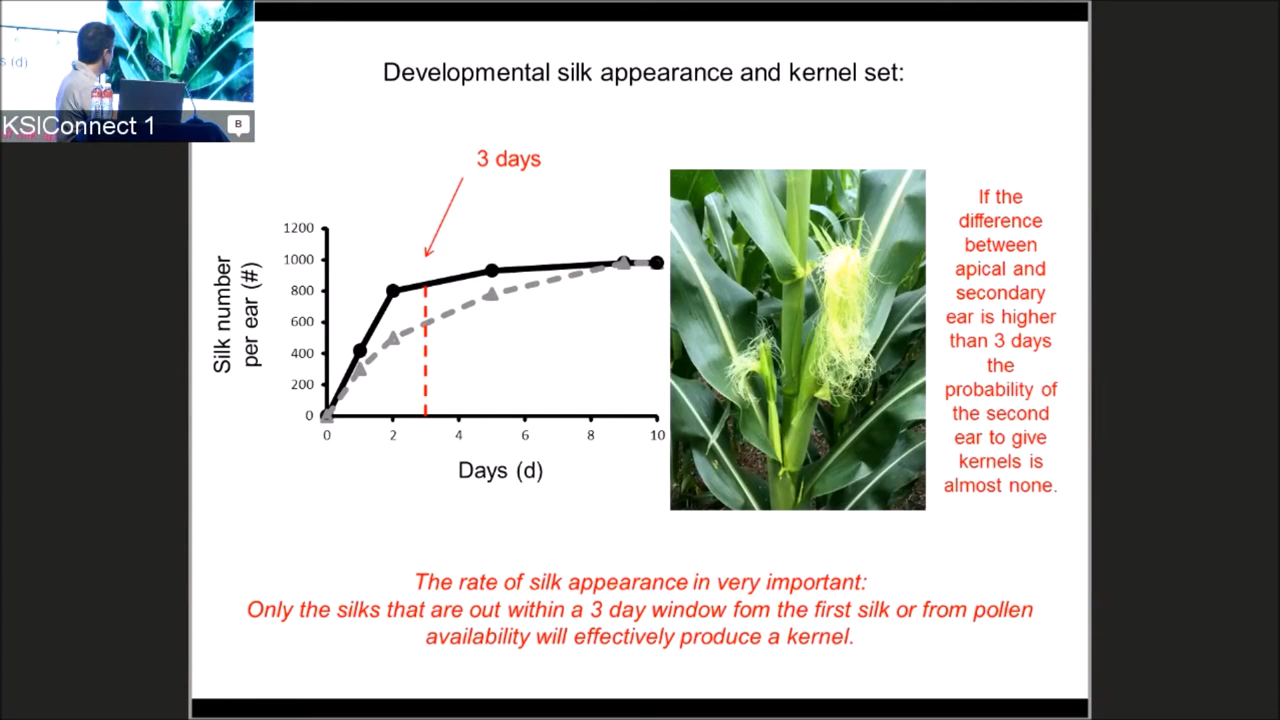 s (d)
KSIConnect 1
B
Developmental silk appearance and kernel set:
3 days
1200
1000
800
600
400
200
0
Silk number
per ear (#)
0 2 4 6 8 10
Days (d)
If the
difference
between
apical and
secondary
ear is higher
than 3 days
the
probability of
the second
ear to give
kernels is
almost none.
The rate of silk appearance in very important:
Only the silks that are out within a 3 day window fom the first silk or from pollen
availability will effectively produce a kernel.